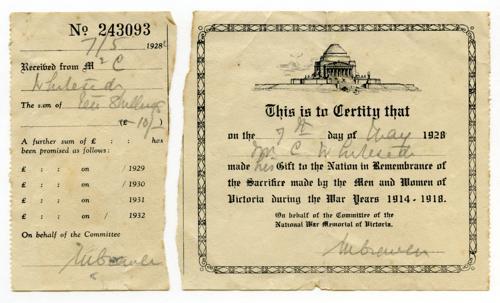 No 243093
7/5 1928
Received from Mr C
Whitesede
The sum of Ten Shillings
(£ - 10/- )
A further sum of £ : : has
been promised as follows:
£ : : on / 1929
£ : : on / 1930
£ : : on / 1931
£ : : on / 1932
On behalf of the Committee
This is to Certify that
on the 7th day of May 1928
Mr C Whitesede
made his Gift to the Nation in Remembrance of
the Sacrifice made by the Men and Women of
Victoria during the War Years 1914-1918.
On behalf of the Committee of the
National War Memorial of Victoria.